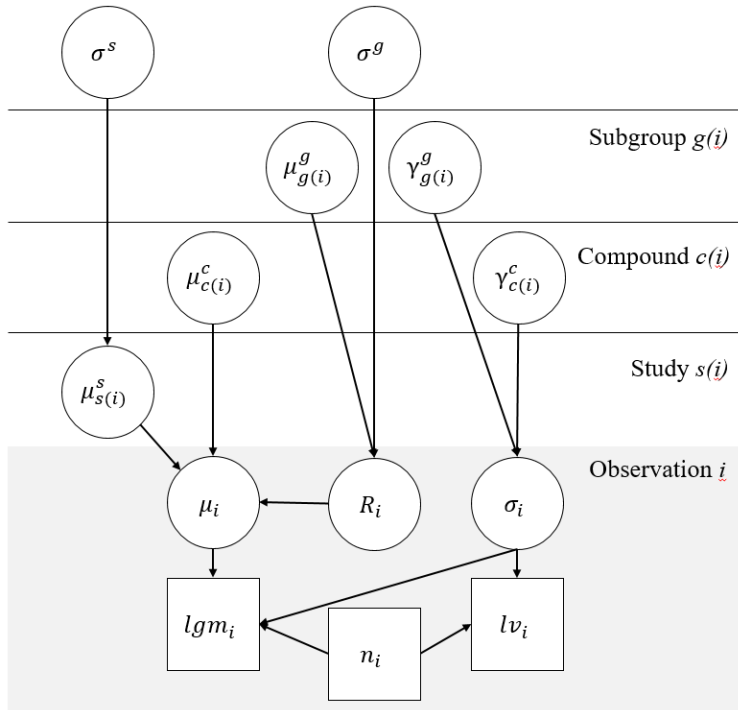 σ^s σ^g
Subgroup g(i)
μ^g_{g(i)} γ^g_{g(i)}
Compound c(i)
μ^c_{c(i)} γ^c_{c(i)}
Study s(i)
μ^s_{s(i)}
Observation i
μ_i R_i σ_i
lgm_i n_i lv_i